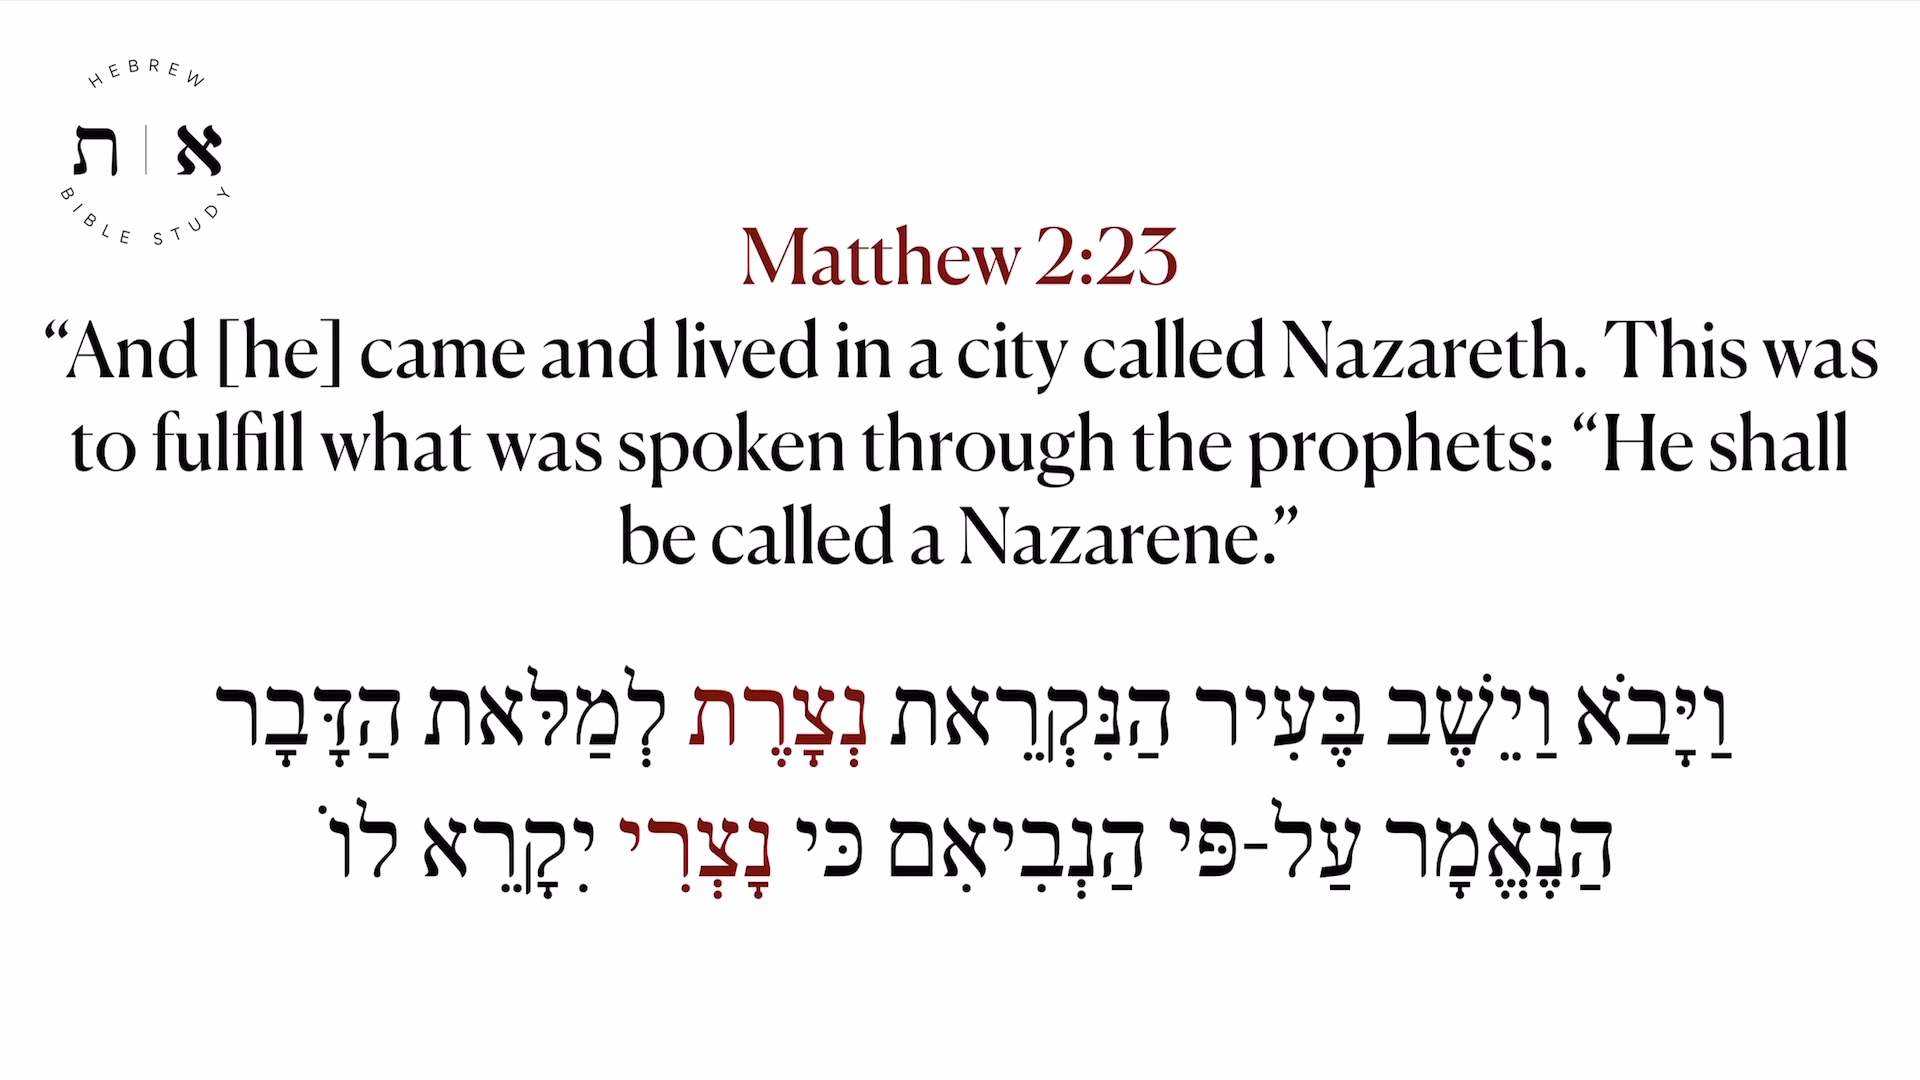 HEBREW
א | ת
BIBLE STUDY
Matthew 2:23
“And [he] came and lived in a city called Nazareth. This was
to fulfill what was spoken through the prophets: “He shall
be called a Nazarene.”
וַיָּבֹא וַיֵּשֶׁב בֶּעִיר הַנִּקְרֵאת נְצָרֶת לְמַלֹּאת הַדָּבָר
הַנֶּאֱמָר עַל-פִּי הַנְבִיאִם כִּי נָצְרִי יִקָרֵא לוֹ